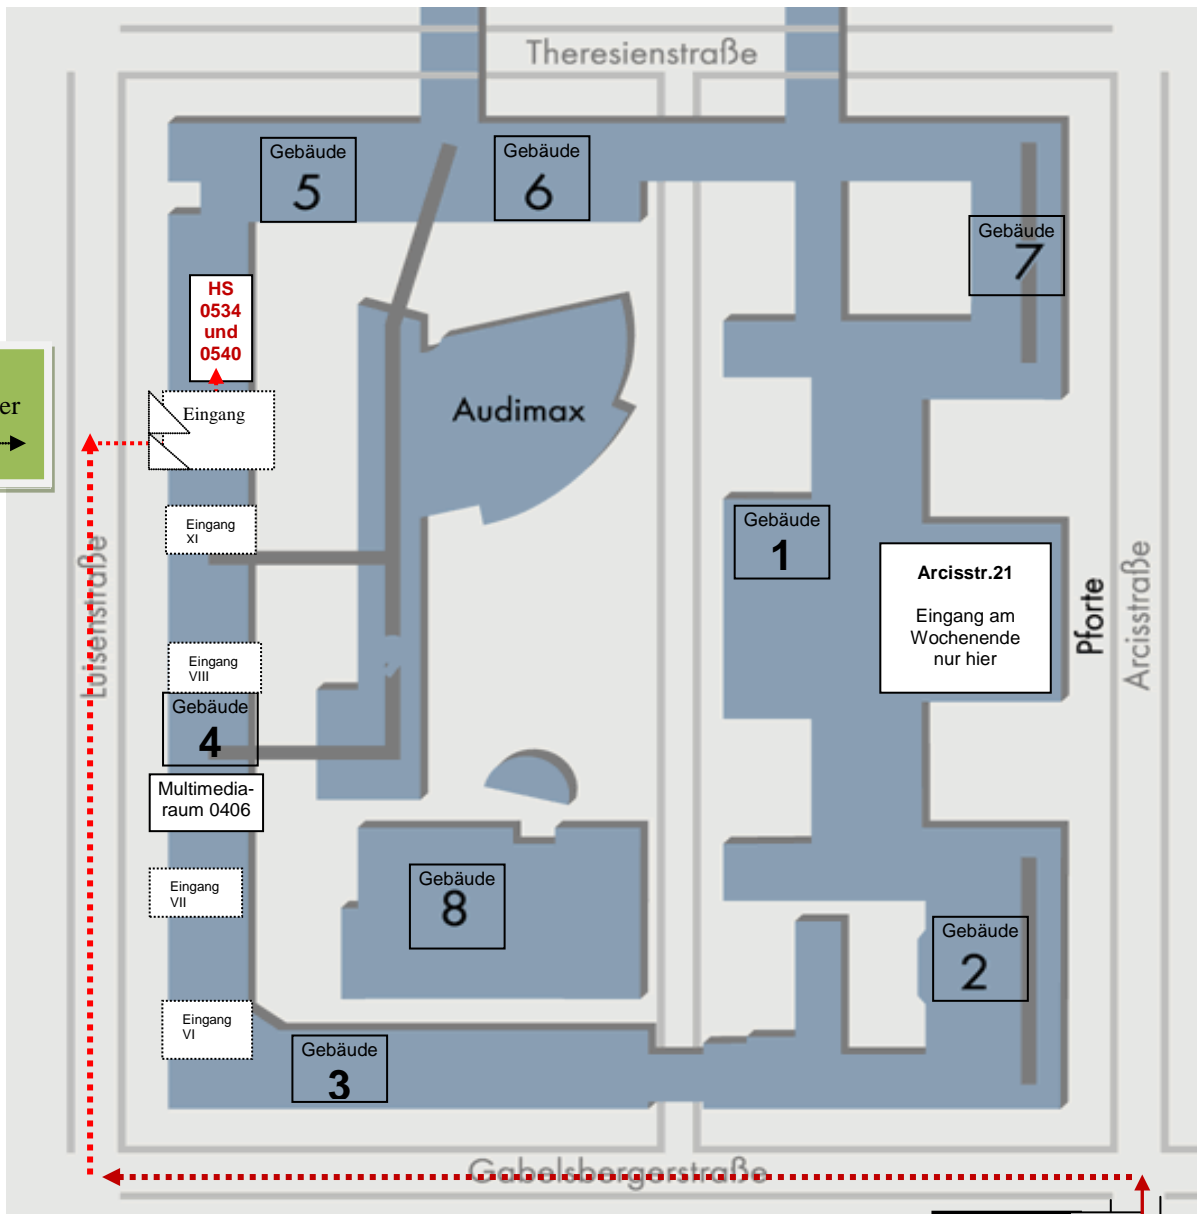 Theresienstraße
Gebäude
5
Gebäude
6
Gebäude
7
HS
0534
und
0540
er
Eingang
Audimax
Eingang
XI
Gebäude
1
Arcisstr.21
Eingang am
Wochenende
nur hier
Pforte
Arcisstraße
Luisenstraße
Eingang
VIII
Gebäude
4
Multimedia-
raum 0406
Eingang
VII
Gebäude
8
Gebäude
2
Eingang
VI
Gebäude
3
Gabelsbergerstraße